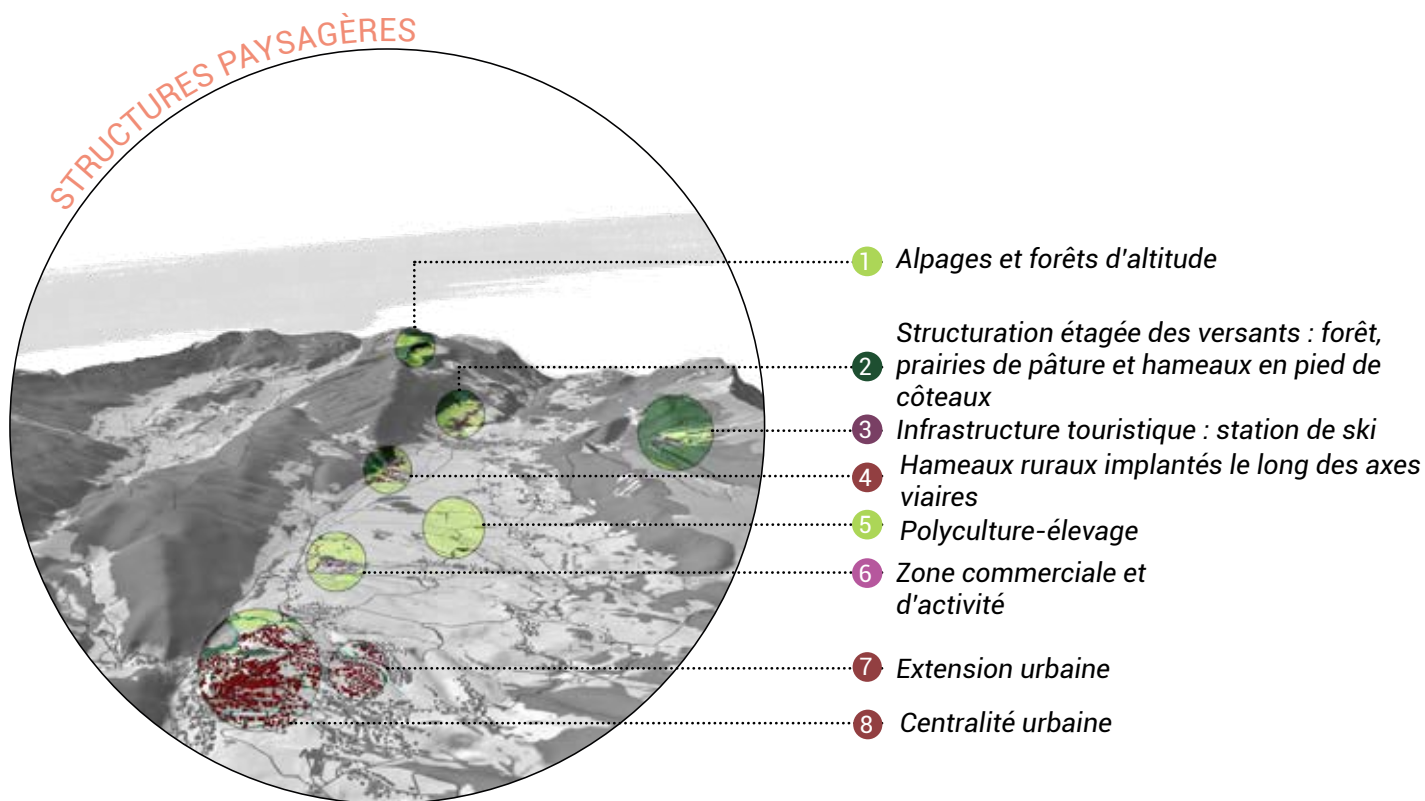 STRUCTURES PAYSAGÈRES
1 Alpages et forêts d'altitude
Structuration étagée des versants : forêt,
2 prairies de pâture et hameaux en pied de
côteaux
3 Infrastructure touristique : station de ski
Hameaux ruraux implantés le long des axes
4 viaires
5 Polyculture-élevage
6 Zone commerciale et
d'activité
7 Extension urbaine
8 Centralité urbaine